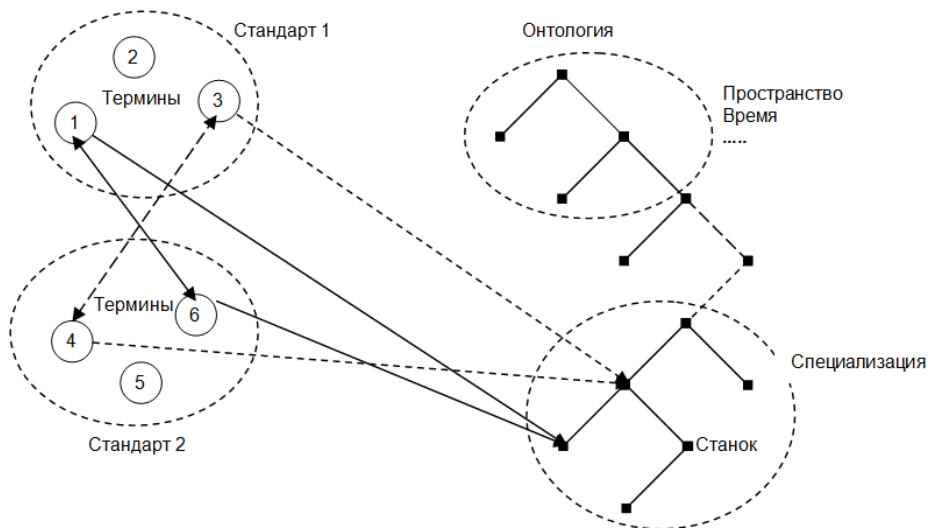 Стандарт 1
Онтология
2
Термины
3
1
Пространство
Время
.....
Термины
6
4
5
Стандарт 2
Специализация
Станок